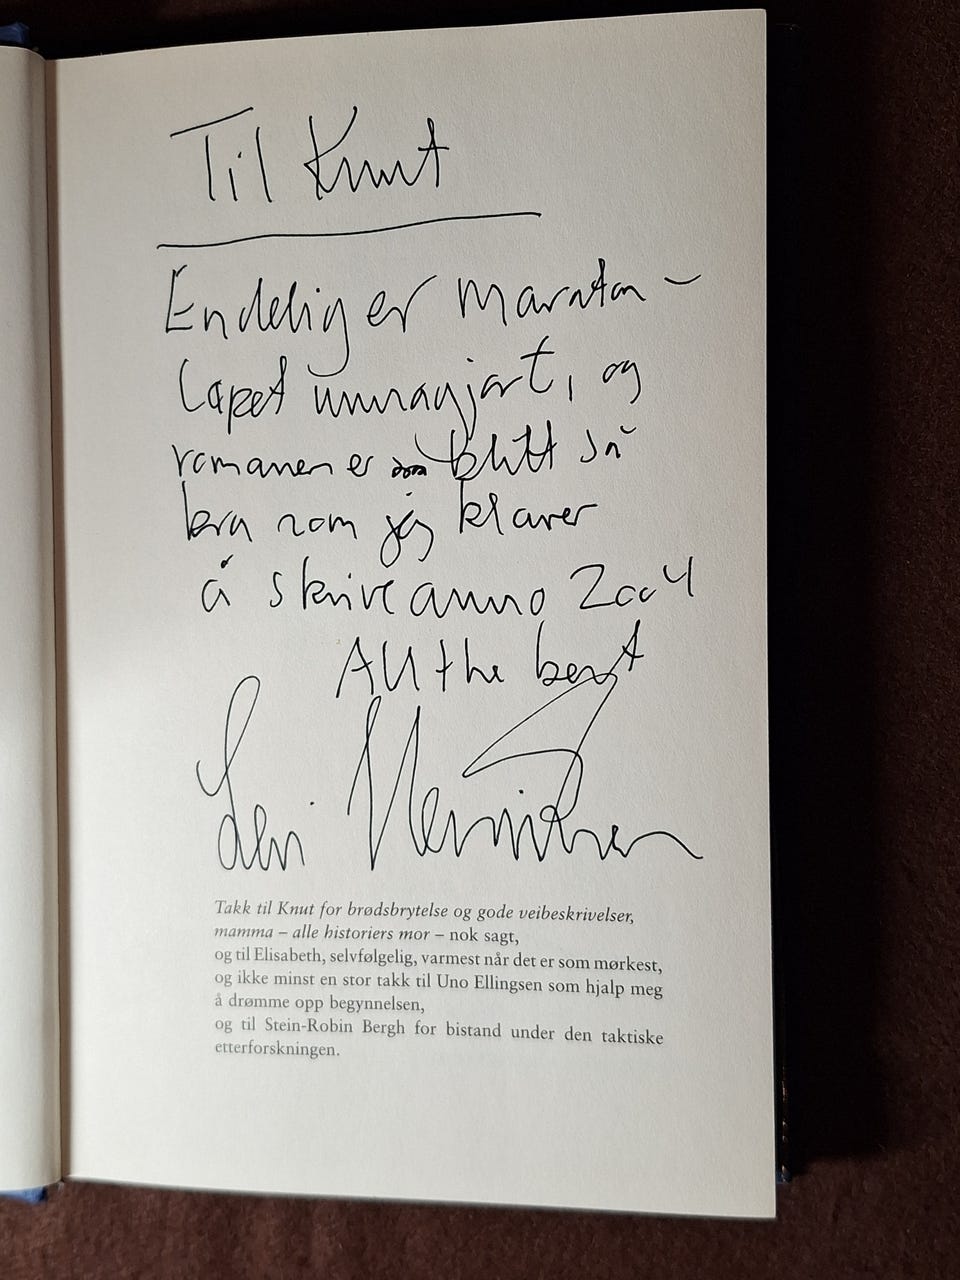 Til Knut
Endelig er maraton-
løpet unnagjort, og
romanen er blitt så
bra som jeg klarer
å skrive anno 2004
All the best
Levi Henriksen
Takk til Knut for brødsbrytelse og gode veibeskrivelser,
mamma – alle historiers mor – nok sagt,
og til Elisabeth, selvfølgelig, varmest når det er som mørkest,
og ikke minst en stor takk til Uno Ellingsen som hjalp meg
å drømme opp begynnelsen,
og til Stein-Robin Bergh for bistand under den taktiske
etterforskningen.